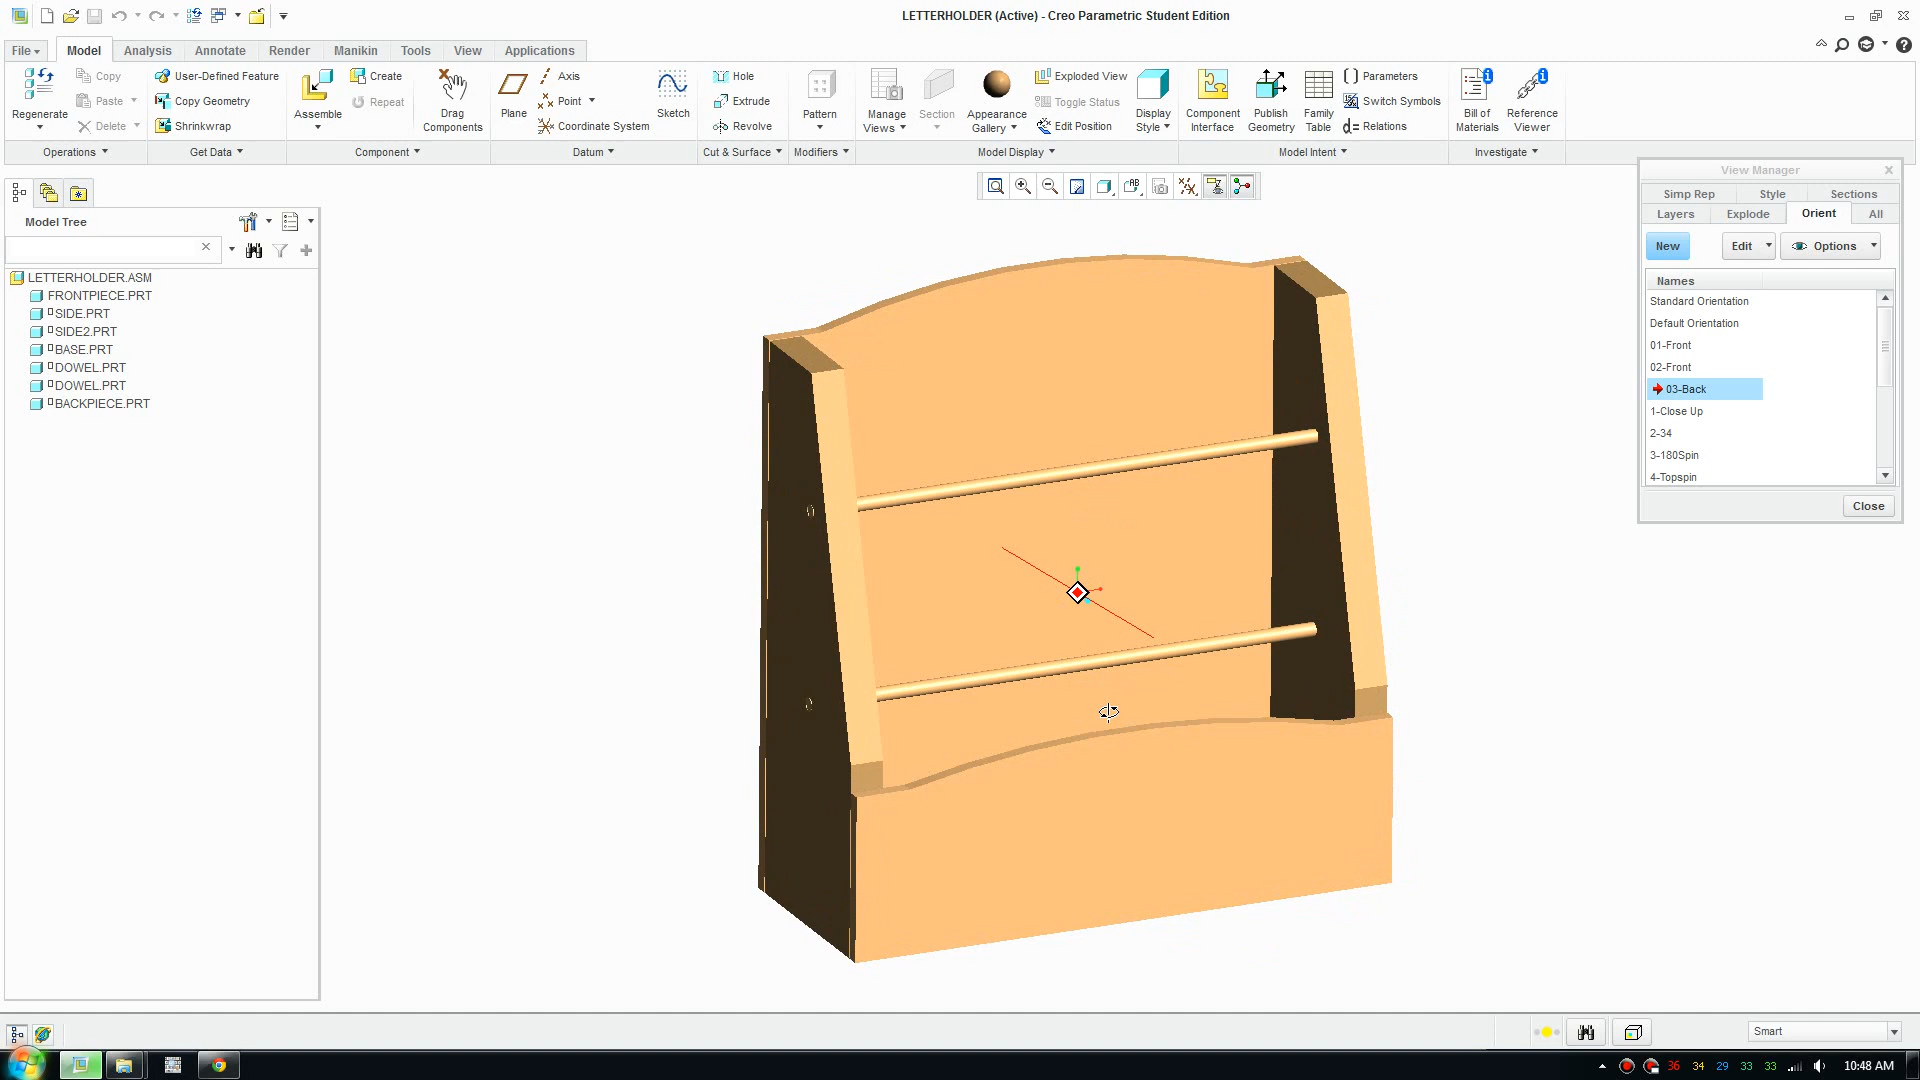 LETTERHOLDER (Active) - Creo Parametric Student Edition
File Model Analysis Annotate Render Manikin Tools View Applications
Regenerate
Copy
Paste
Delete
Operations
User-Defined Feature
Copy Geometry
Shrinkwrap
Get Data
Assemble
Create
Repeat
Drag Components
Component
Plane
Axis
Point
Coordinate System
Sketch
Datum
Hole
Extrude
Revolve
Cut & Surface
Pattern
Modifiers
Manage Views
Section
Appearance Gallery
Exploded View
Toggle Status
Edit Position
Display Style
Model Display
Component Interface
Publish Geometry
Family Table
Parameters
Switch Symbols
Relations
Model Intent
Bill of Materials
Reference Viewer
Investigate
Model Tree
LETTERHOLDER.ASM
FRONTPIECE.PRT
SIDE.PRT
SIDE2.PRT
BASE.PRT
DOWEL.PRT
DOWEL.PRT
BACKPIECE.PRT
View Manager
Simp Rep Style Sections
Layers Explode Orient All
New Edit Options
Names
Standard Orientation
Default Orientation
01-Front
02-Front
03-Back
1-Close Up
2-34
3-180Spin
4-Topspin
Close
Smart
36 34 29 33 33 10:48 AM